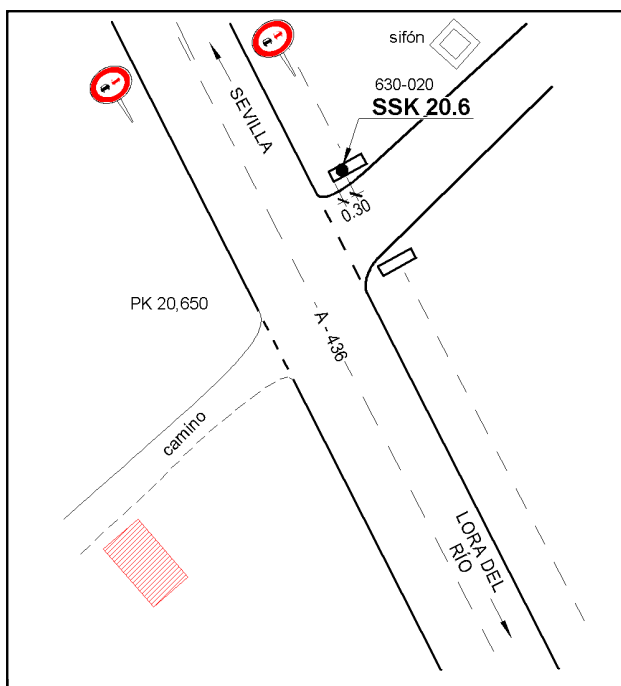 sifón
630-020
SSK 20.6
SEVILLA
0.30
PK 20,650
A - 436
camino
LORA DEL
RÍO